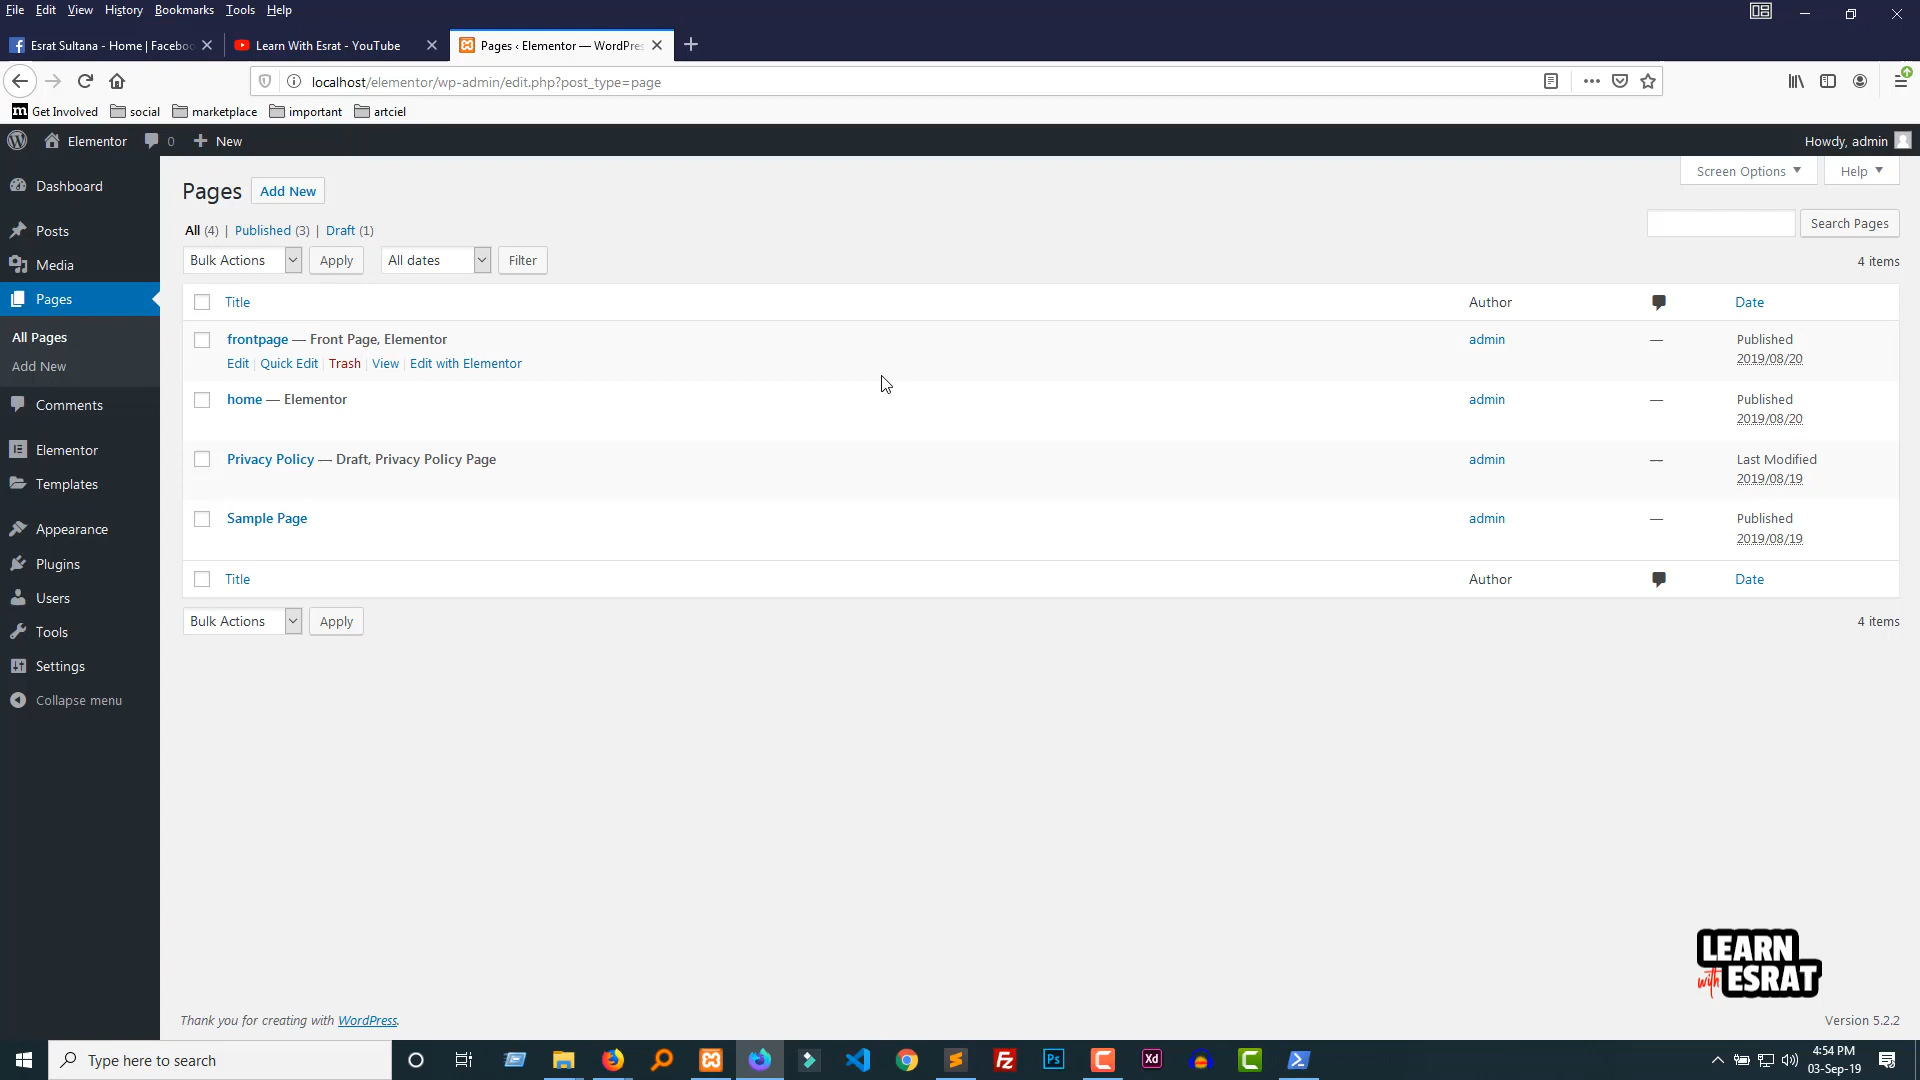 File Edit View History Bookmarks Tools Help
Esrat Sultana - Home | Facebo
Learn With Esrat - YouTube
Pages ‹ Elementor — WordPres
localhost/elementor/wp-admin/edit.php?post_type=page
m Get Involved social marketplace important artciel
Elementor 0 New Howdy, admin
Screen Options Help
Dashboard
Posts
Media
Pages
All Pages
Add New
Comments
Elementor
Templates
Appearance
Plugins
Users
Tools
Settings
Collapse menu
Pages Add New
All (4) | Published (3) | Draft (1)
Search Pages
Bulk Actions Apply All dates Filter 4 items
Title Author Date
frontpage — Front Page, Elementor admin — Published
Edit | Quick Edit | Trash | View | Edit with Elementor 2019/08/20
home — Elementor admin — Published
2019/08/20
Privacy Policy — Draft, Privacy Policy Page admin — Last Modified
2019/08/19
Sample Page admin — Published
2019/08/19
Title Author Date
Bulk Actions Apply 4 items
LEARN
with ESRAT
Thank you for creating with WordPress. Version 5.2.2
Type here to search
Fz Ps C Xd C
4:54 PM
03-Sep-19